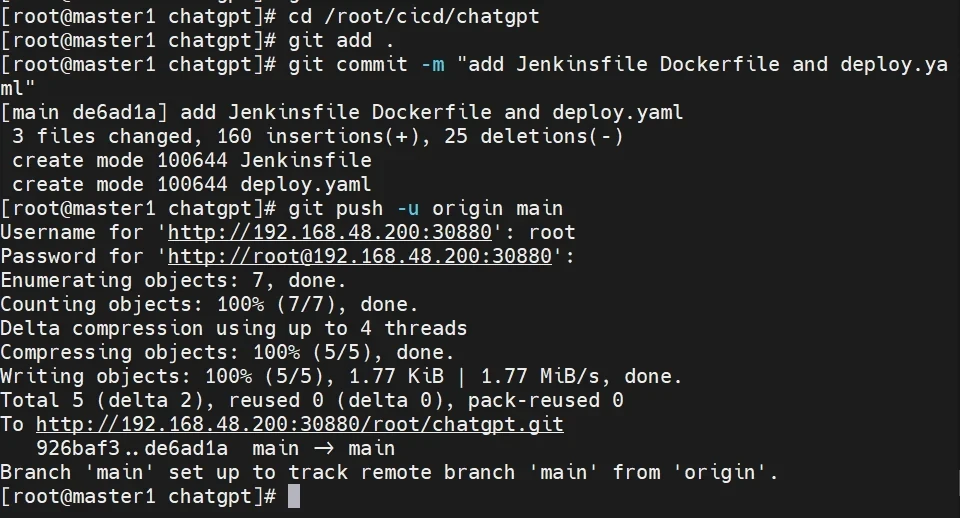 [root@master1 chatgpt]# cd /root/cicd/chatgpt
[root@master1 chatgpt]# git add .
[root@master1 chatgpt]# git commit -m "add Jenkinsfile Dockerfile and deploy.ya
ml"
[main de6ad1a] add Jenkinsfile Dockerfile and deploy.yaml
 3 files changed, 160 insertions(+), 25 deletions(-)
 create mode 100644 Jenkinsfile
 create mode 100644 deploy.yaml
[root@master1 chatgpt]# git push -u origin main
Username for 'http://192.168.48.200:30880': root
Password for 'http://root@192.168.48.200:30880':
Enumerating objects: 7, done.
Counting objects: 100% (7/7), done.
Delta compression using up to 4 threads
Compressing objects: 100% (5/5), done.
Writing objects: 100% (5/5), 1.77 KiB | 1.77 MiB/s, done.
Total 5 (delta 2), reused 0 (delta 0), pack-reused 0
To http://192.168.48.200:30880/root/chatgpt.git
   926baf3..de6ad1a  main -> main
Branch 'main' set up to track remote branch 'main' from 'origin'.
[root@master1 chatgpt]#